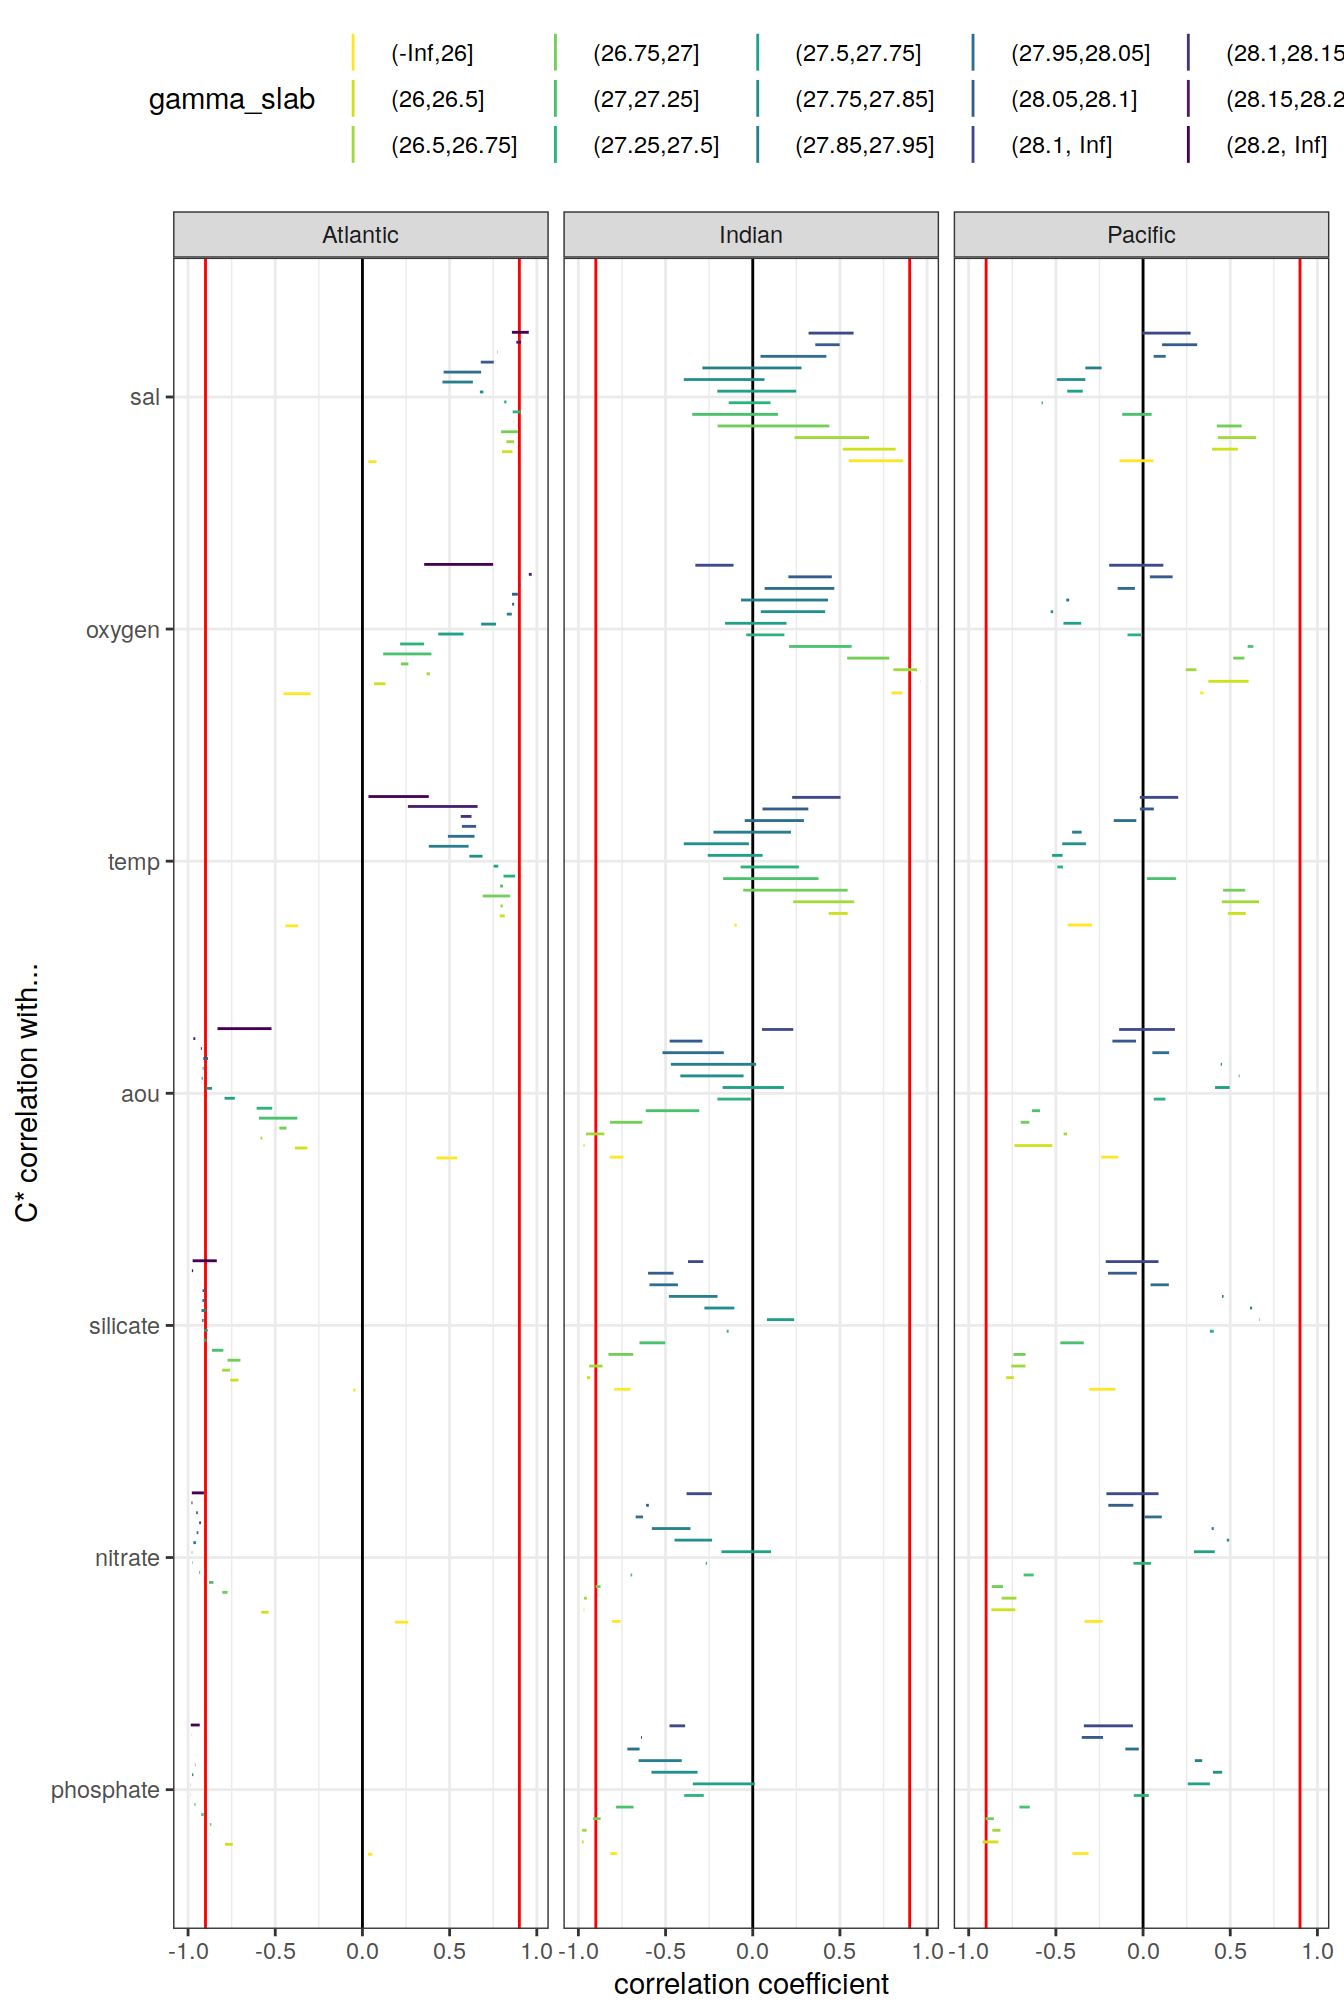 gamma_slab
(-Inf,26] (26.75,27] (27.5,27.75] (27.95,28.05] (28.1,28.15
(26,26.5] (27,27.25] (27.75,27.85] (28.05,28.1] (28.15,28.2
(26.5,26.75] (27.25,27.5] (27.85,27.95] (28.1, Inf] (28.2, Inf]
Atlantic Indian Pacific
C* correlation with...
sal
oxygen
temp
aou
silicate
nitrate
phosphate
-1.0 -0.5 0.0 0.5 1.0 -1.0 -0.5 0.0 0.5 1.0 -1.0 -0.5 0.0 0.5 1.0
correlation coefficient